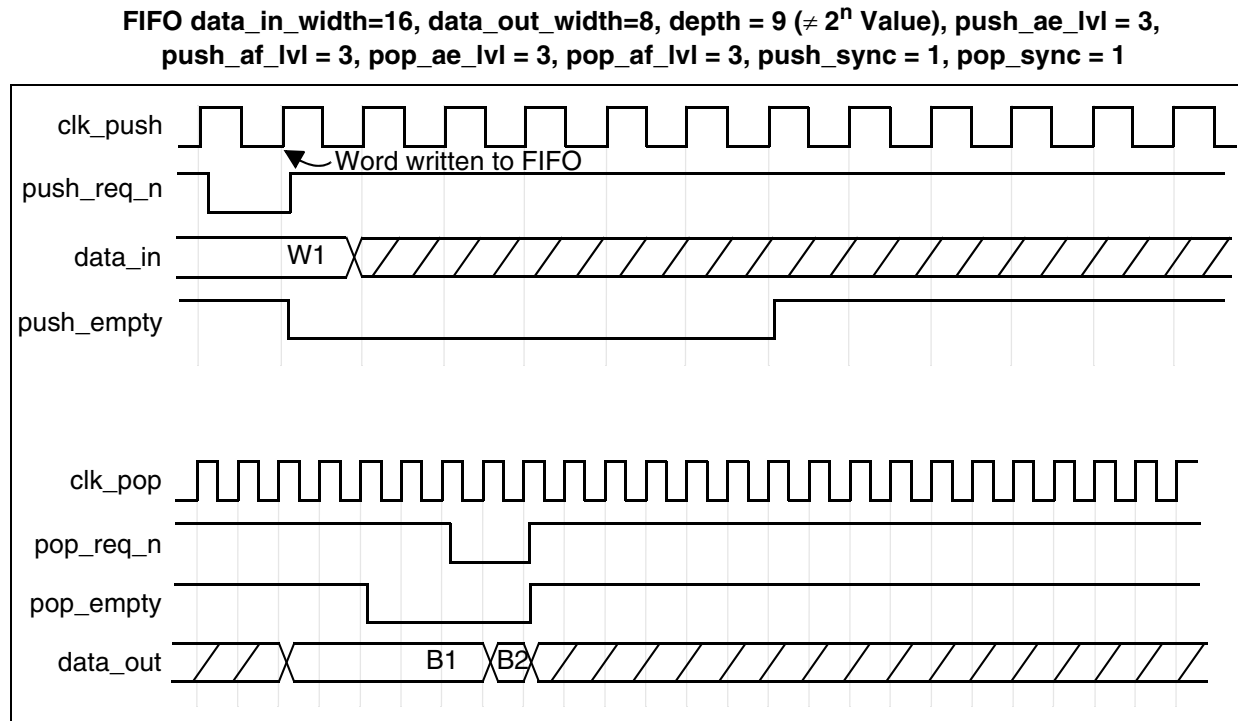 FIFO data_in_width=16, data_out_width=8, depth = 9 (≠ 2ⁿ Value), push_ae_lvl = 3,
push_af_lvl = 3, pop_ae_lvl = 3, pop_af_lvl = 3, push_sync = 1, pop_sync = 1
clk_push
Word written to FIFO
push_req_n
data_in
W1
push_empty
clk_pop
pop_req_n
pop_empty
data_out
B1
B2